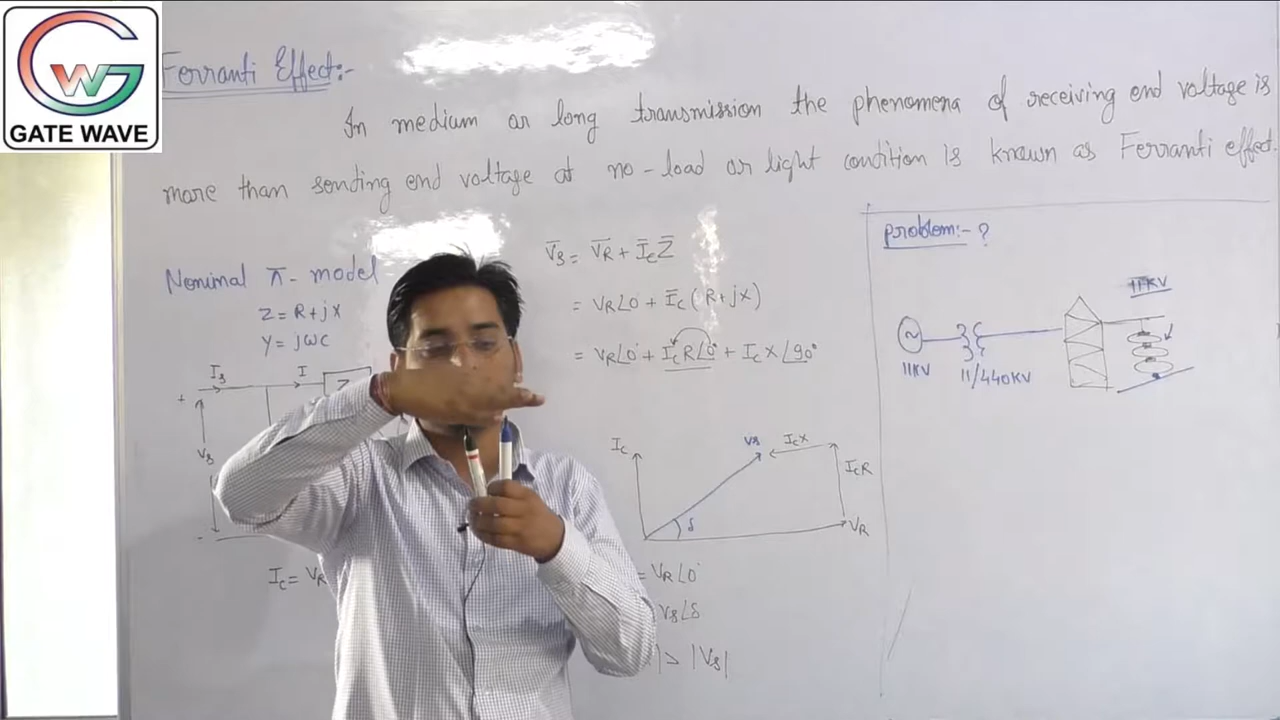 GW
GATE WAVE
Ferranti Effect:-
In medium or long transmission the phenomena of receiving end voltage is
more than sending end voltage at no-load or light condition is known as Ferranti effect.
Nominal π- model
Z = R+jX
Y = jωC
Is
I
Z
+
Vs
-
Ic = VR
V̄s = V̄R + ĪcZ̄
= VR∠0° + Īc(R+jX)
= VR∠0° + IcR∠0° + IcX∠90°
Ic
Vs
IcX
IcR
δ
VR
= VR∠0°
Vs∠δ
|> |Vs|
Problem:- ?
11KV
11KV
11/440KV